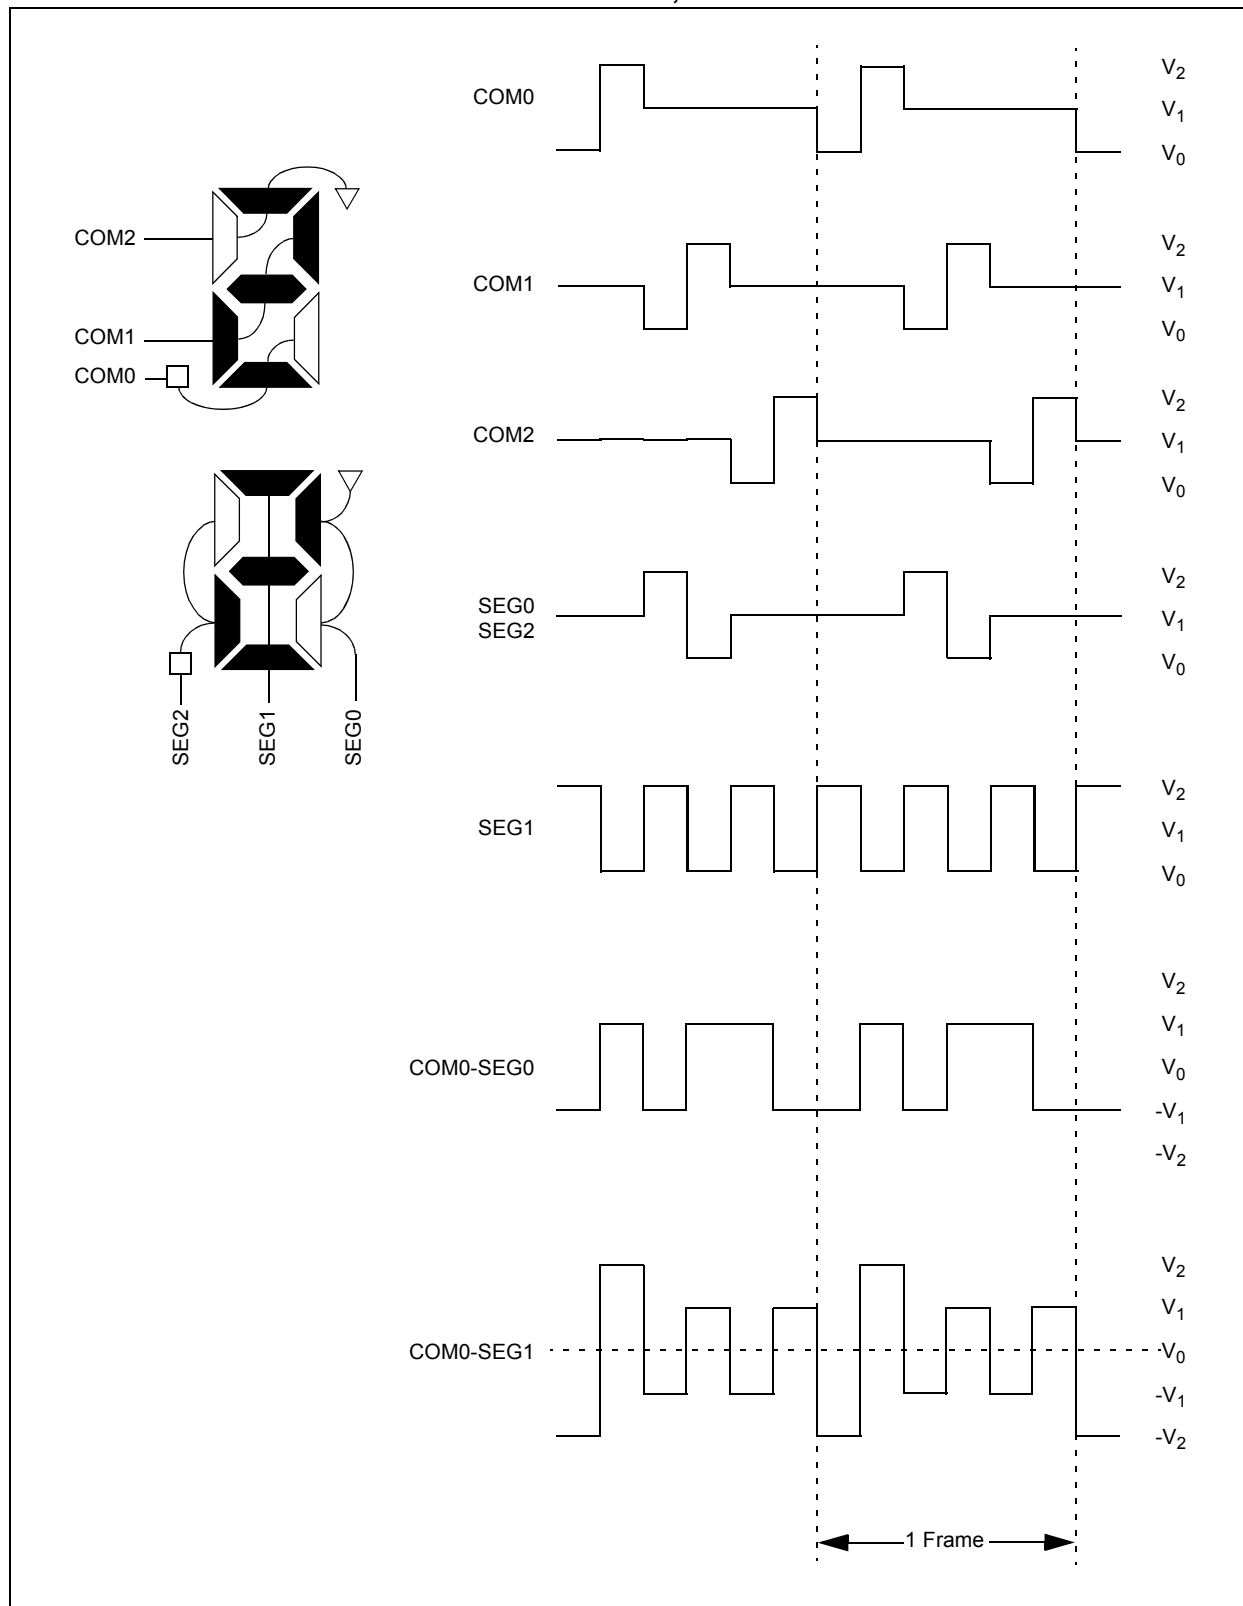 COM0
V2
V1
V0
COM2
COM1
COM0
COM1
V2
V1
V0
COM2
V2
V1
V0
SEG2
SEG1
SEG0
SEG0
SEG2
V2
V1
V0
SEG1
V2
V1
V0
COM0-SEG0
V2
V1
V0
-V1
-V2
COM0-SEG1
V2
V1
V0
-V1
-V2
1 Frame